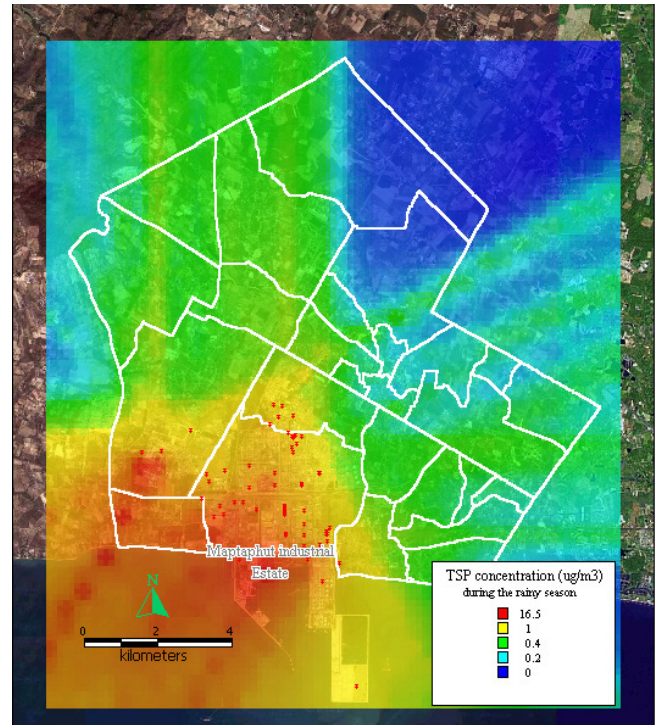 Maptaphut industrial
Estate
N
0 2 4
kilometers
TSP concentration (ug/m3)
during the rainy season
16.5
1
0.4
0.2
0